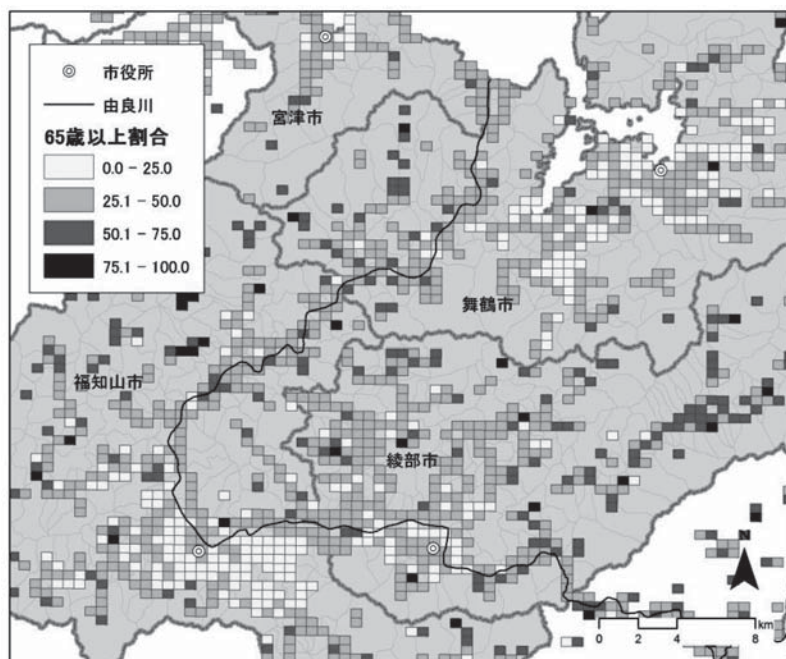 市役所
由良川
65歳以上割合
0.0 − 25.0
25.1 − 50.0
50.1 − 75.0
75.1 − 100.0
宮津市
舞鶴市
福知山市
綾部市
N
km
0 2 4 8